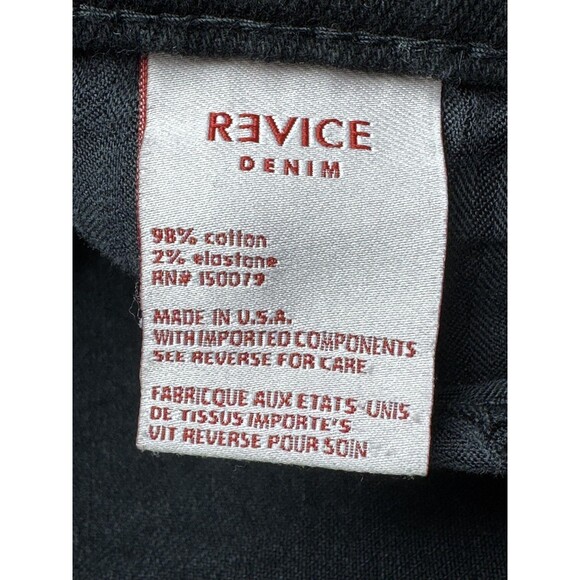 RƎVICE
DENIM
98% cotton
2% elastane
RN# 150079
MADE IN U.S.A.
WITH IMPORTED COMPONENTS
SEE REVERSE FOR CARE
FABRICQUE AUX ETATS-UNIS
DE TISSUS IMPORTE'S
VIT REVERSE POUR SOIN